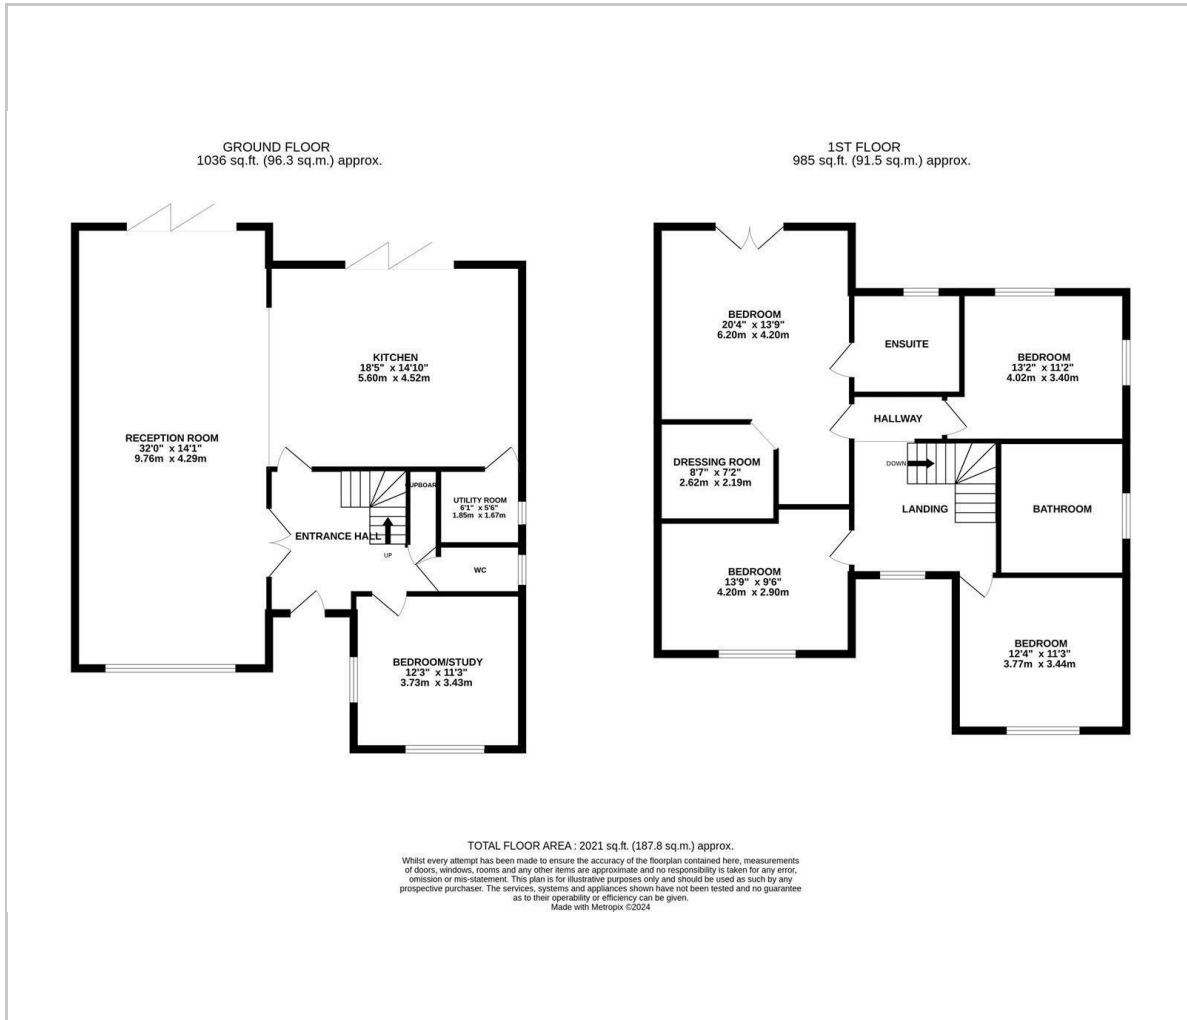 GROUND FLOOR
1036 sq.ft. (96.3 sq.m.) approx.
RECEPTION ROOM
32'0" x 14'1"
9.76m x 4.29m
KITCHEN
18'5" x 14'10"
5.60m x 4.52m
UPBOAR
UTILITY ROOM
6'1" x 5'6"
1.85m x 1.67m
ENTRANCE HALL
UP
WC
BEDROOM/STUDY
12'3" x 11'3"
3.73m x 3.43m
1ST FLOOR
985 sq.ft. (91.5 sq.m.) approx.
BEDROOM
20'4" x 13'9"
6.20m x 4.20m
ENSUITE
BEDROOM
13'2" x 11'2"
4.02m x 3.40m
HALLWAY
DOWN
DRESSING ROOM
8'7" x 7'2"
2.62m x 2.19m
LANDING
BATHROOM
BEDROOM
13'9" x 9'6"
4.20m x 2.90m
BEDROOM
12'4" x 11'3"
3.77m x 3.44m
TOTAL FLOOR AREA : 2021 sq.ft. (187.8 sq.m.) approx.
Whilst every attempt has been made to ensure the accuracy of the floorplan contained here, measurements
of doors, windows, rooms and any other items are approximate and no responsibility is taken for any error,
omission or mis-statement. This plan is for illustrative purposes only and should be used as such by any
prospective purchaser. The services, systems and appliances shown have not been tested and no guarantee
as to their operability or efficiency can be given.
Made with Metropix ©2024